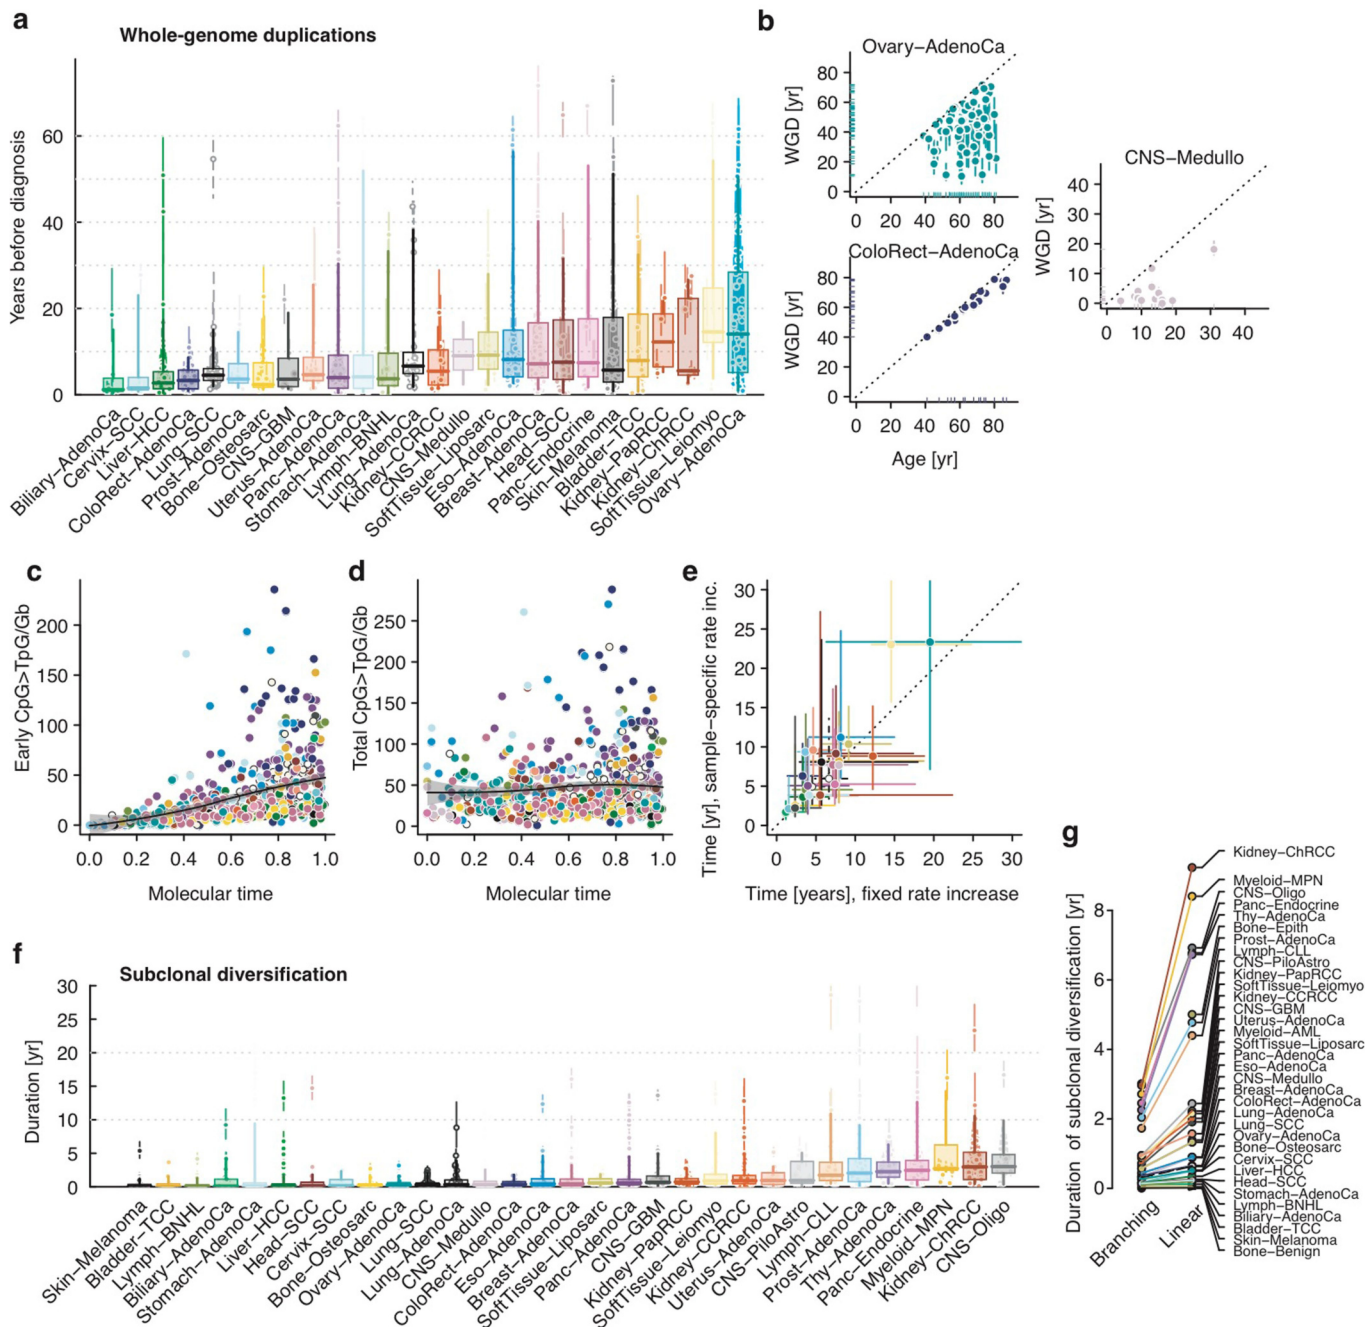 a
Whole-genome duplications
Years before diagnosis
60
40
20
0
Biliary–AdenoCa
Cervix–SCC
Liver–HCC
ColoRect–AdenoCa
Lung–SCC
Prost–AdenoCa
Bone–Osteosarc
CNS–GBM
Uterus–AdenoCa
Panc–AdenoCa
Stomach–AdenoCa
Lymph–BNHL
Lung–AdenoCa
Kidney–CCRCC
CNS–Medullo
SoftTissue–Liposarc
Eso–AdenoCa
Breast–AdenoCa
Head–SCC
Panc–Endocrine
Skin–Melanoma
Bladder–TCC
Kidney–PapRCC
Kidney–ChRCC
SoftTissue–Leiomyo
Ovary–AdenoCa
b
Ovary–AdenoCa
WGD [yr]
80
60
40
20
0
0 20 40 60 80
ColoRect–AdenoCa
WGD [yr]
80
60
40
20
0
0 20 40 60 80
Age [yr]
CNS–Medullo
WGD [yr]
40
30
20
10
0
0 10 20 30 40
c
Early CpG>TpG/Gb
200
150
100
50
0
0.0 0.2 0.4 0.6 0.8 1.0
Molecular time
d
Total CpG>TpG/Gb
250
200
150
100
50
0
0.0 0.2 0.4 0.6 0.8 1.0
Molecular time
e
Time [yr], sample-specific rate inc.
30
25
20
15
10
5
0
0 5 10 15 20 25 30
Time [years], fixed rate increase
f
Subclonal diversification
Duration [yr]
30
25
20
15
10
5
0
Skin–Melanoma
Bladder–TCC
Lymph–BNHL
Biliary–AdenoCa
Stomach–AdenoCa
Liver–HCC
Head–SCC
Cervix–SCC
Bone–Osteosarc
Ovary–AdenoCa
Lung–SCC
Lung–AdenoCa
CNS–Medullo
ColoRect–AdenoCa
Eso–AdenoCa
Breast–AdenoCa
SoftTissue–Liposarc
Panc–AdenoCa
CNS–GBM
Kidney–PapRCC
SoftTissue–Leiomyo
Kidney–CCRCC
Uterus–AdenoCa
CNS–PiloAstro
Lymph–CLL
Prost–AdenoCa
Thy–AdenoCa
Panc–Endocrine
Myeloid–MPN
Kidney–ChRCC
CNS–Oligo
g
Duration of subclonal diversification [yr]
8
6
4
2
0
Branching
Linear
Kidney–ChRCC
Myeloid–MPN
CNS–Oligo
Panc–Endocrine
Thy–AdenoCa
Bone–Epith
Prost–AdenoCa
Lymph–CLL
CNS–PiloAstro
Kidney–PapRCC
SoftTissue–Leiomyo
Kidney–CCRCC
CNS–GBM
Uterus–AdenoCa
Myeloid–AML
SoftTissue–Liposarc
Panc–AdenoCa
Eso–AdenoCa
CNS–Medullo
Breast–AdenoCa
ColoRect–AdenoCa
Lung–AdenoCa
Lung–SCC
Ovary–AdenoCa
Bone–Osteosarc
Cervix–SCC
Liver–HCC
Head–SCC
Stomach–AdenoCa
Lymph–BNHL
Biliary–AdenoCa
Bladder–TCC
Skin–Melanoma
Bone–Benign